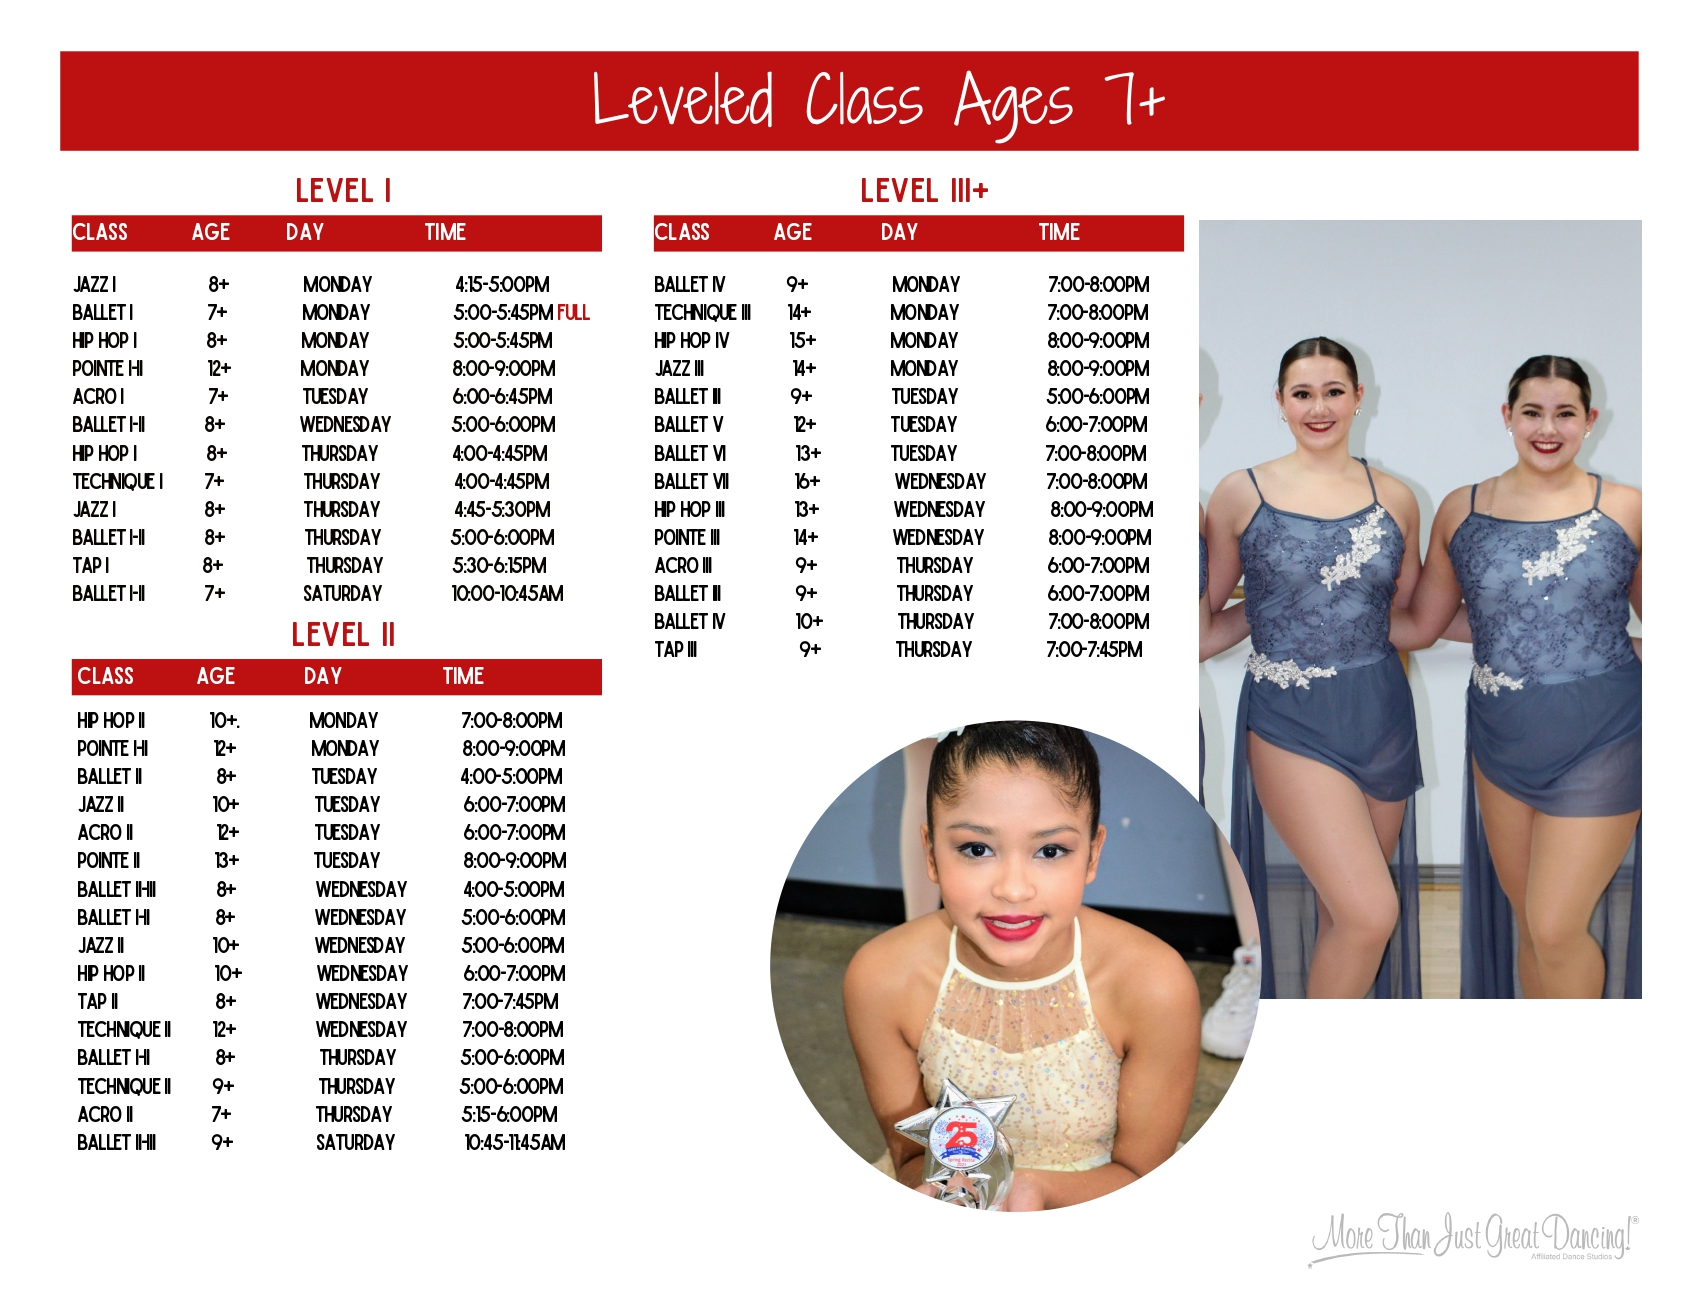 Leveled Class Ages 7+
LEVEL I
CLASS AGE DAY TIME
JAZZ I 8+ MONDAY 4:15-5:00PM
BALLET I 7+ MONDAY 5:00-5:45PM FULL
HIP HOP I 8+ MONDAY 5:00-5:45PM
POINTE I-II 12+ MONDAY 8:00-9:00PM
ACRO I 7+ TUESDAY 6:00-6:45PM
BALLET I-II 8+ WEDNESDAY 5:00-6:00PM
HIP HOP I 8+ THURSDAY 4:00-4:45PM
TECHNIQUE I 7+ THURSDAY 4:00-4:45PM
JAZZ I 8+ THURSDAY 4:45-5:30PM
BALLET I-II 8+ THURSDAY 5:00-6:00PM
TAP I 8+ THURSDAY 5:30-6:15PM
BALLET I-II 7+ SATURDAY 10:00-10:45AM
LEVEL II
CLASS AGE DAY TIME
HIP HOP II 10+. MONDAY 7:00-8:00PM
POINTE I-II 12+ MONDAY 8:00-9:00PM
BALLET II 8+ TUESDAY 4:00-5:00PM
JAZZ II 10+ TUESDAY 6:00-7:00PM
ACRO II 12+ TUESDAY 6:00-7:00PM
POINTE II 13+ TUESDAY 8:00-9:00PM
BALLET II-III 8+ WEDNESDAY 4:00-5:00PM
BALLET I-II 8+ WEDNESDAY 5:00-6:00PM
JAZZ II 10+ WEDNESDAY 5:00-6:00PM
HIP HOP II 10+ WEDNESDAY 6:00-7:00PM
TAP II 8+ WEDNESDAY 7:00-7:45PM
TECHNIQUE II 12+ WEDNESDAY 7:00-8:00PM
BALLET I-II 8+ THURSDAY 5:00-6:00PM
TECHNIQUE II 9+ THURSDAY 5:00-6:00PM
ACRO II 7+ THURSDAY 5:15-6:00PM
BALLET II-III 9+ SATURDAY 10:45-11:45AM
LEVEL III+
CLASS AGE DAY TIME
BALLET IV 9+ MONDAY 7:00-8:00PM
TECHNIQUE III 14+ MONDAY 7:00-8:00PM
HIP HOP IV 15+ MONDAY 8:00-9:00PM
JAZZ III 14+ MONDAY 8:00-9:00PM
BALLET III 9+ TUESDAY 5:00-6:00PM
BALLET V 12+ TUESDAY 6:00-7:00PM
BALLET VI 13+ TUESDAY 7:00-8:00PM
BALLET VII 16+ WEDNESDAY 7:00-8:00PM
HIP HOP III 13+ WEDNESDAY 8:00-9:00PM
POINTE III 14+ WEDNESDAY 8:00-9:00PM
ACRO III 9+ THURSDAY 6:00-7:00PM
BALLET III 9+ THURSDAY 6:00-7:00PM
BALLET IV 10+ THURSDAY 7:00-8:00PM
TAP III 9+ THURSDAY 7:00-7:45PM
25
More Than Just Great Dancing!®
Affiliated Dance Studios